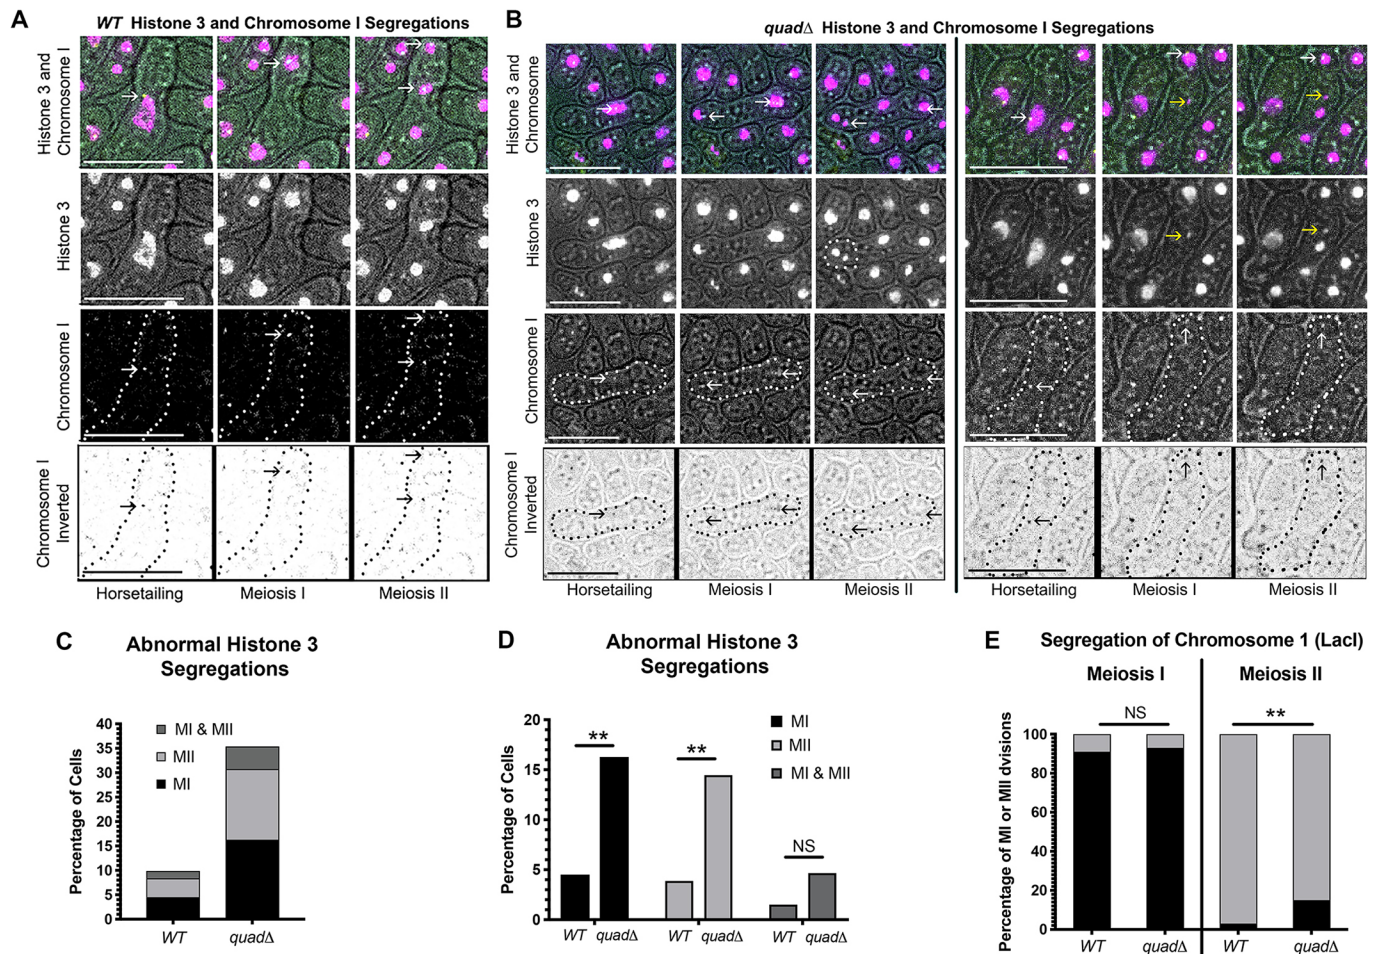 A
WT Histone 3 and Chromosome I Segregations
Histone 3 and
Chromosome I
Histone 3
Chromosome I
Chromosome I
Inverted
Horsetailing
Meiosis I
Meiosis II
B
quadΔ Histone 3 and Chromosome I Segregations
Histone 3 and
Chromosome
Histone 3
Chromosome I
Chromosome I
Inverted
Horsetailing
Meiosis I
Meiosis II
Horsetailing
Meiosis I
Meiosis II
C
Abnormal Histone 3
Segregations
Percentage of Cells
40
35
30
25
20
15
10
5
0
MI & MII
MII
MI
WT
quadΔ
D
Abnormal Histone 3
Segregations
Percentage of Cells
20
15
10
5
0
**
**
NS
MI
MII
MI & MII
WT quadΔ
WT quadΔ
WT quadΔ
E
Segregation of Chromosome 1 (LacI)
Meiosis I
Meiosis II
NS
**
Percentage of MI or MII dvisions
100
80
60
40
20
0
WT
quadΔ
WT
quadΔ